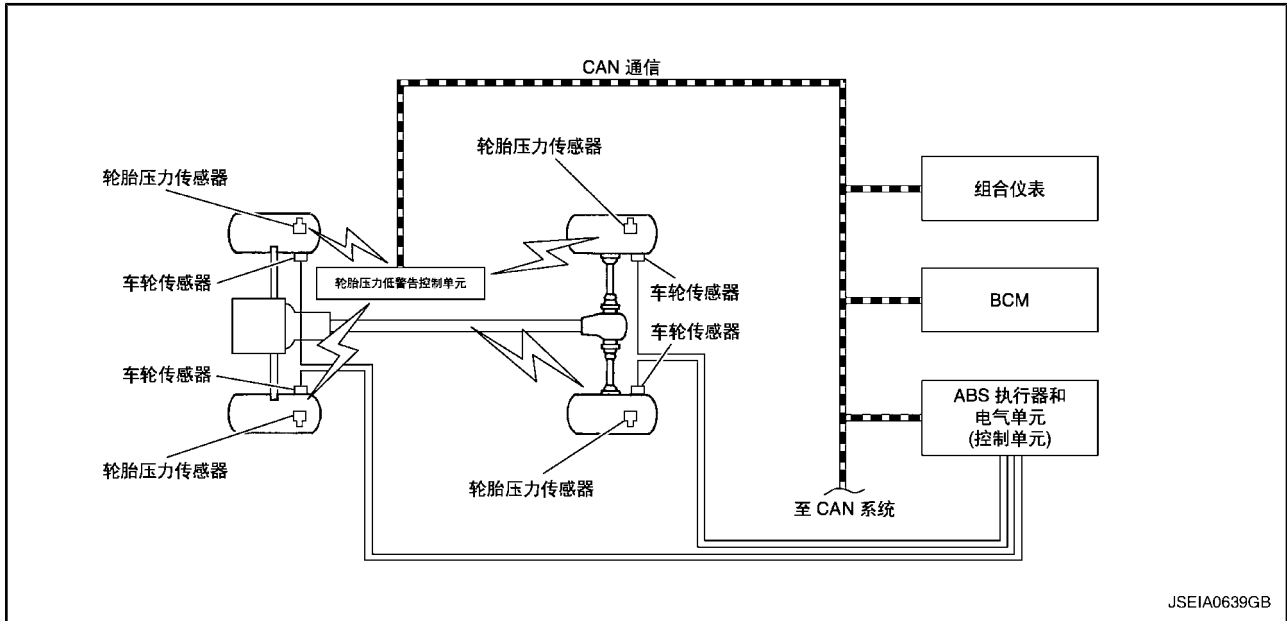 CAN 通信
轮胎压力传感器
轮胎压力传感器
组合仪表
车轮传感器
轮胎压力低警告控制单元
车轮传感器
BCM
车轮传感器
车轮传感器
ABS 执行器和
电气单元
(控制单元)
轮胎压力传感器
轮胎压力传感器
至 CAN 系统
JSEIA0639GB